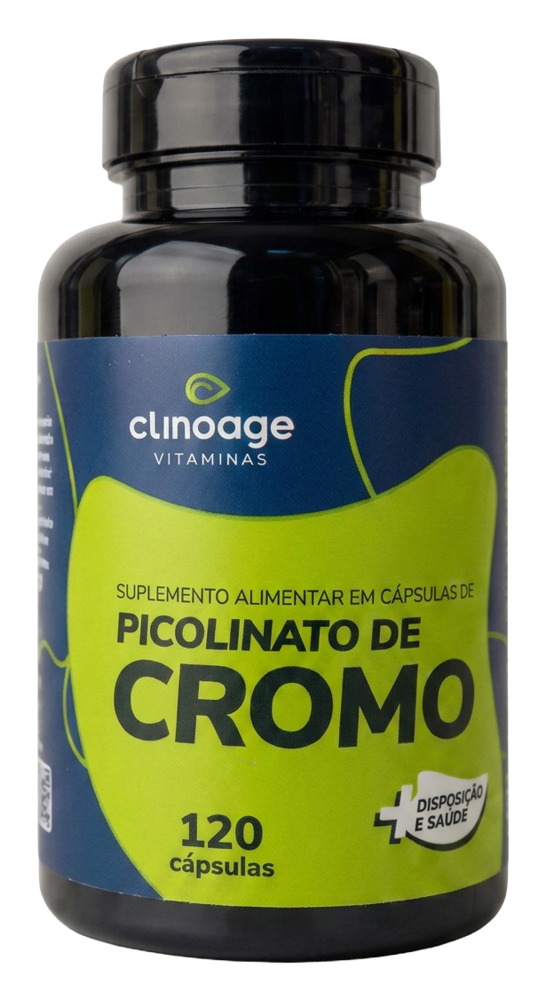 clinoage
VITAMINAS
SUPLEMENTO ALIMENTAR EM CÁPSULAS DE
PICOLINATO DE
CROMO
DISPOSIÇÃO
E SAÚDE
120
cápsulas